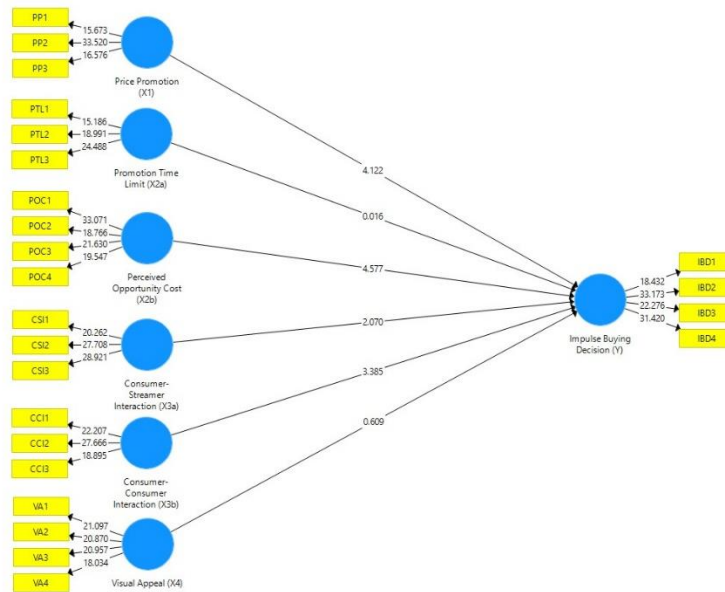 PP1
15.673
PP2
33.520
PP3
16.576
Price Promotion
(X1)
PTL1
15.186
PTL2
18.991
PTL3
24.488
Promotion Time
Limit (X2a)
4.122
0.016
POC1
33.071
POC2
18.766
POC3
21.630
POC4
19.547
Perceived
Opportunity Cost
(X2b)
4.577
CSI1
20.262
CSI2
27.708
CSI3
28.921
Consumer-
Streamer
Interaction (X3a)
2.070
3.385
0.609
18.432
IBD1
33.173
IBD2
22.276
IBD3
31.420
IBD4
Impulse Buying
Decision (Y)
CCI1
22.207
CCI2
27.666
CCI3
18.895
Consumer-
Consumer
Interaction (X3b)
VA1
21.097
VA2
20.870
VA3
20.957
VA4
18.034
Visual Appeal (X4)